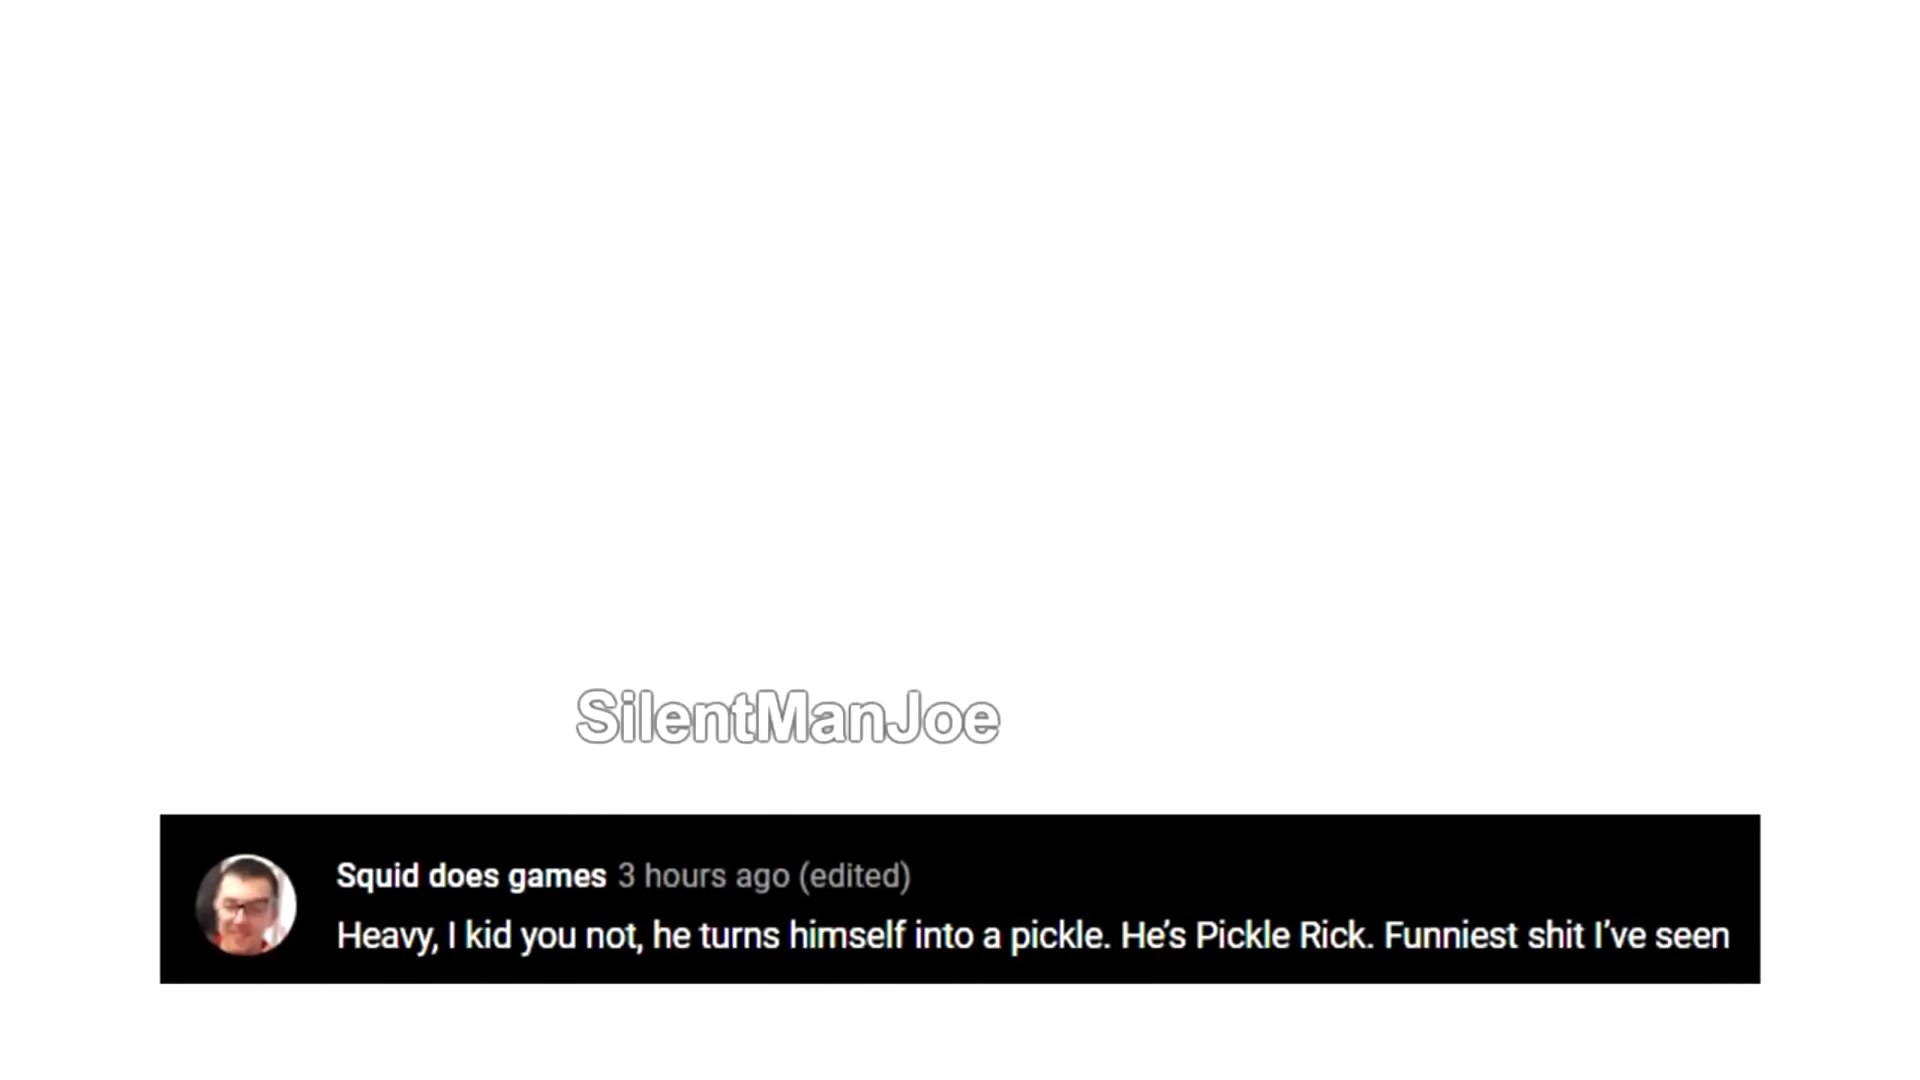 SilentManJoe
Squid does games 3 hours ago (edited)
Heavy, I kid you not, he turns himself into a pickle. He's Pickle Rick. Funniest shit I've seen